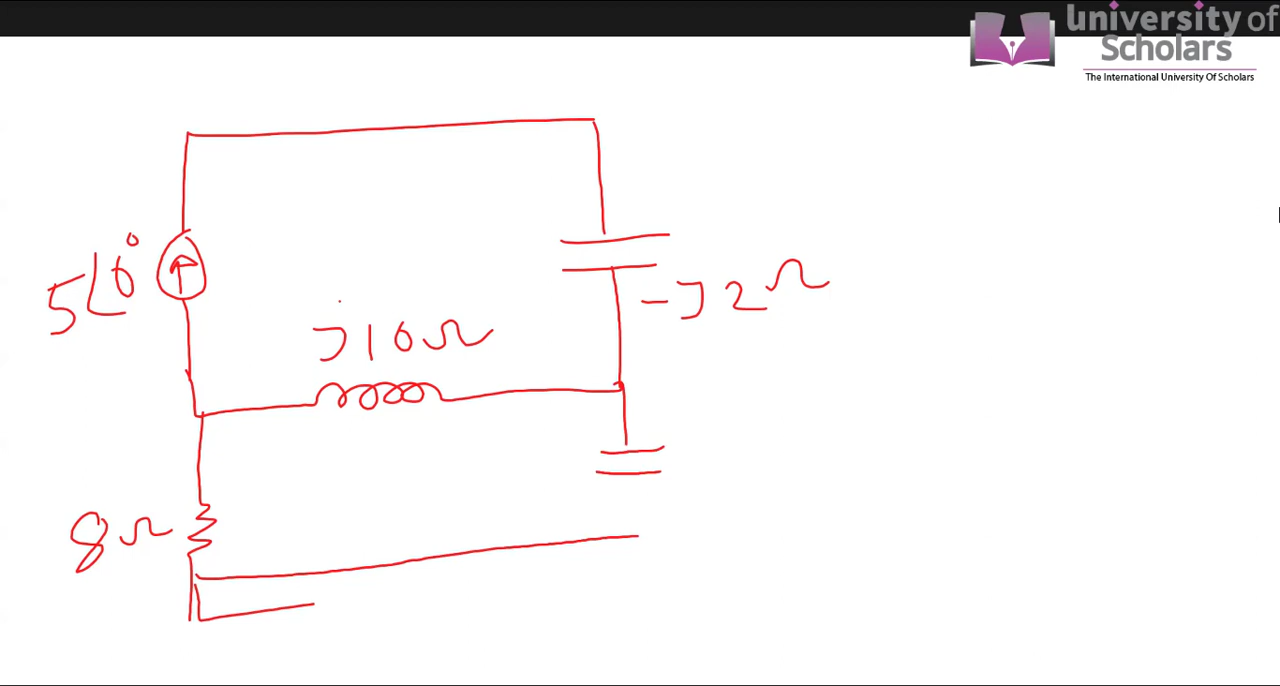 University of
Scholars
The International University Of Scholars
5∠0°
J10Ω
-J2Ω
8Ω